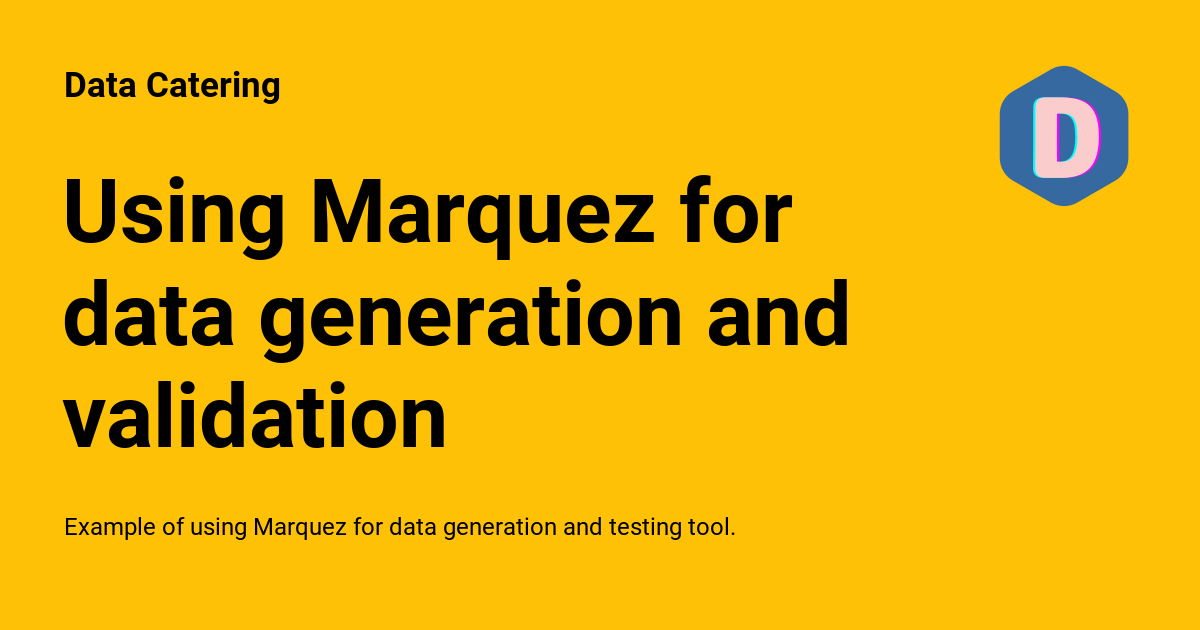 Data Catering
D
Using Marquez for
data generation and
validation
Example of using Marquez for data generation and testing tool.